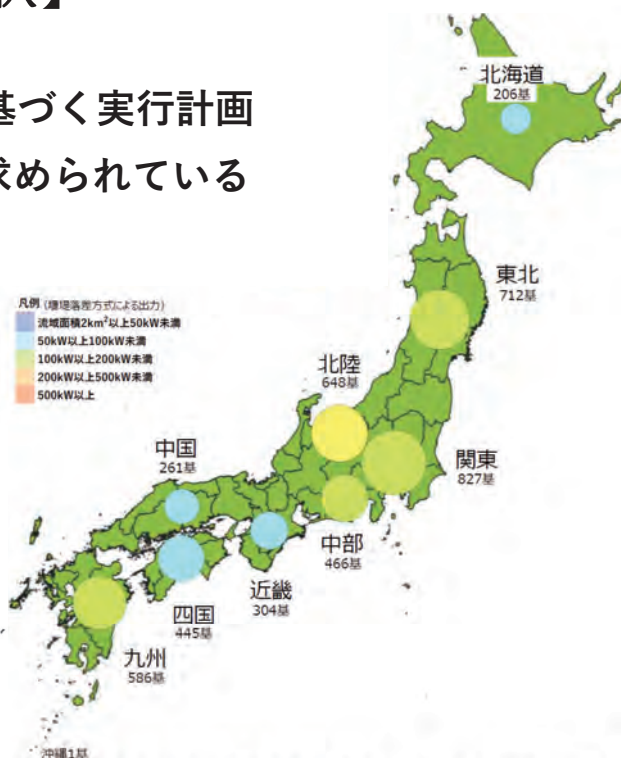 基づく実行計画
求められている
北海道
206基
東北
712基
凡例 (堰堤落差方式による出力)
流域面積2km²以上50kW未満
50kW以上100kW未満
100kW以上200kW未満
200kW以上500kW未満
500kW以上
北陸
648基
中国
261基
関東
827基
中部
466基
近畿
304基
四国
445基
九州
586基
沖縄1基